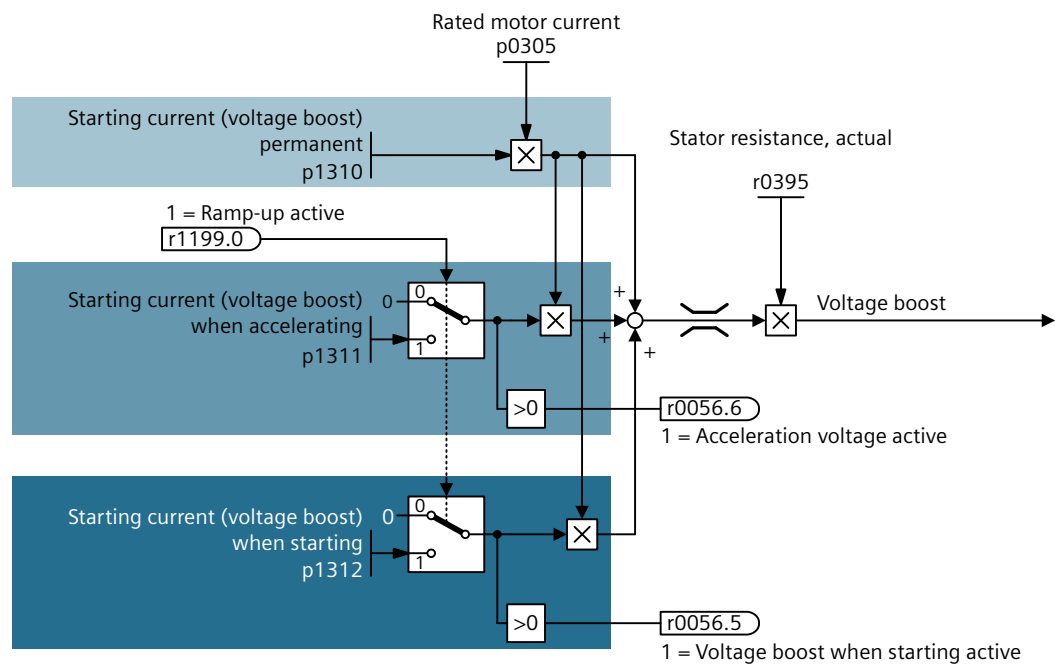 Rated motor current
p0305
Starting current (voltage boost)
permanent
p1310
×
Stator resistance, actual
r0395
1 = Ramp-up active
r1199.0
Starting current (voltage boost)
when accelerating
p1311
0
0
1
×
+
+
+
×
Voltage boost
>0
r0056.6
1 = Acceleration voltage active
Starting current (voltage boost)
when starting
p1312
0
0
1
×
>0
r0056.5
1 = Voltage boost when starting active